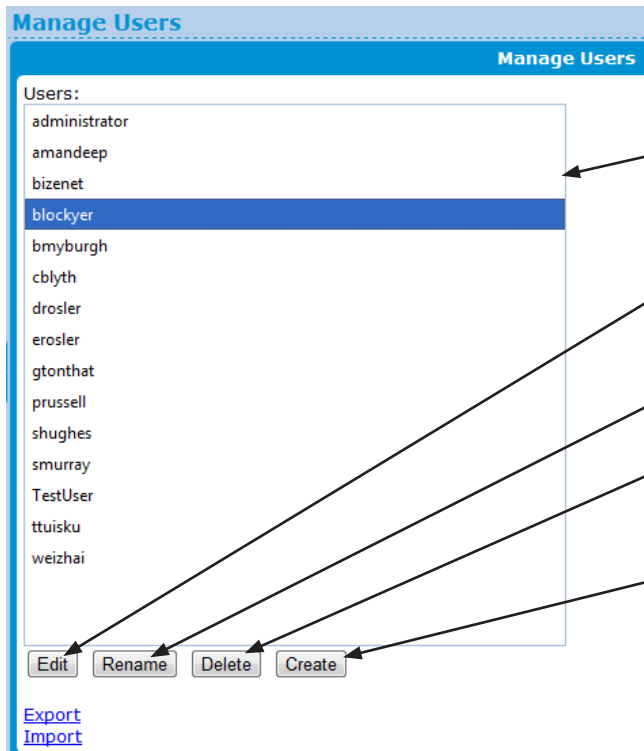 Manage Users
Manage Users
Users:
administrator
amandeep
bizenet
blockyer
bmyburgh
cblyth
drosler
erosler
gtonthat
prussell
shughes
smurray
TestUser
ttuisku
weizhai
Edit Rename Delete Create
Export
Import